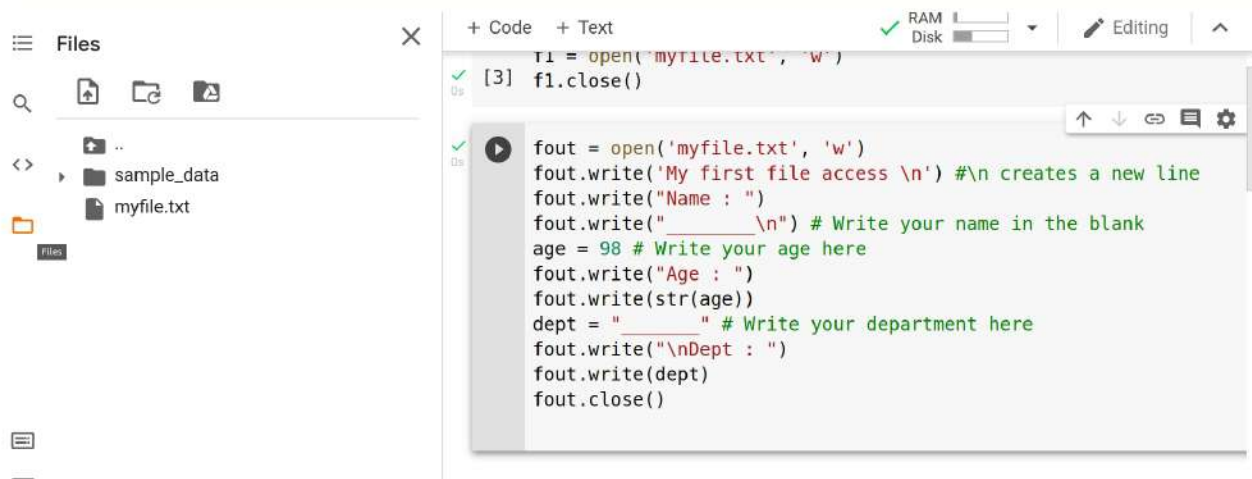 Files
..
sample_data
myfile.txt
Files
+ Code + Text
RAM
Disk
Editing
f1 = open('myfile.txt', 'w')
[3] f1.close()
0s
0s
fout = open('myfile.txt', 'w')
fout.write('My first file access \n') #\n creates a new line
fout.write("Name : ")
fout.write("________\n") # Write your name in the blank
age = 98 # Write your age here
fout.write("Age : ")
fout.write(str(age))
dept = "_______" # Write your department here
fout.write("\nDept : ")
fout.write(dept)
fout.close()